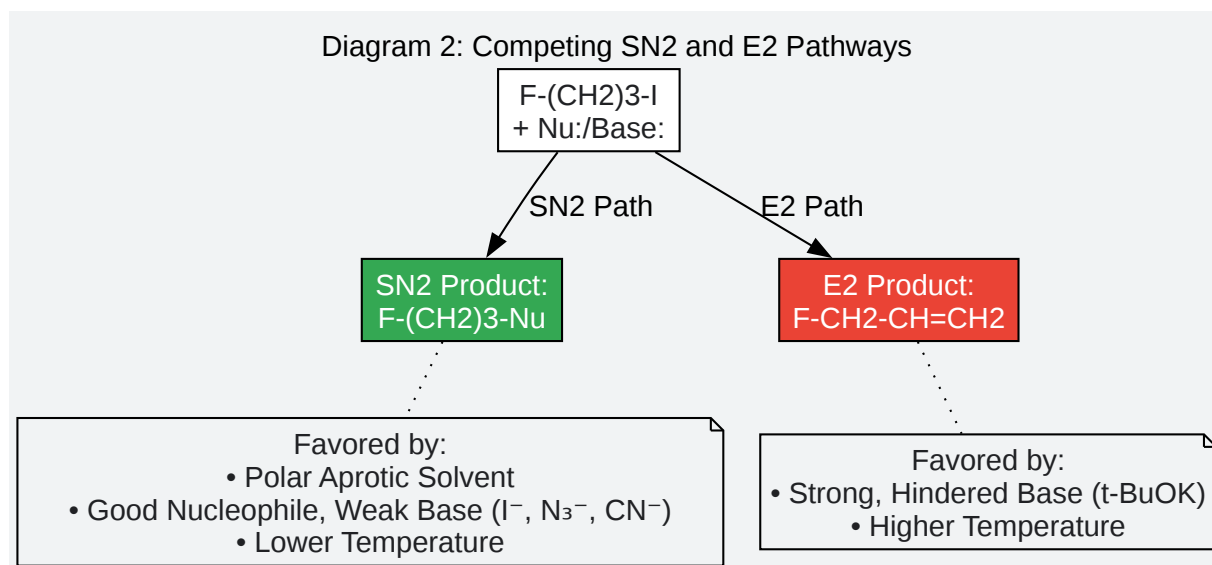 Diagram 2: Competing SN2 and E2 Pathways
F-(CH2)3-I
+ Nu:/Base:
SN2 Path
E2 Path
SN2 Product:
F-(CH2)3-Nu
E2 Product:
F-CH2-CH=CH2
Favored by:
• Polar Aprotic Solvent
• Good Nucleophile, Weak Base (I⁻, N₃⁻, CN⁻)
• Lower Temperature
Favored by:
• Strong, Hindered Base (t-BuOK)
• Higher Temperature